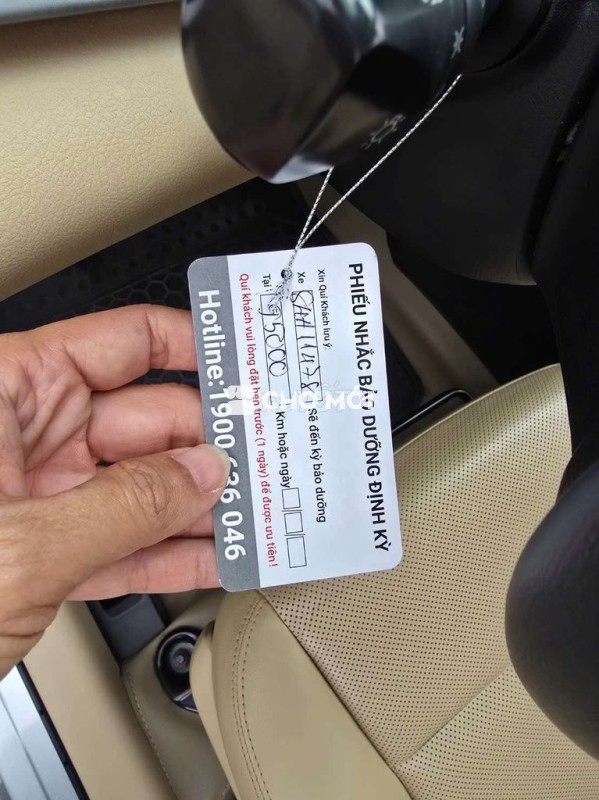 PHIẾU NHẮC BẢO DƯỠNG ĐỊNH KỲ
Xin Quí Khách lưu ý:
Xe Sẽ đến kỳ bảo dưỡng
Tại: 95200 Km hoặc ngày
Quí khách vui lòng đặt hẹn trước (1 ngày) để được ưu tiên!
Hotline:1900 636 046
CHỢ TỐT